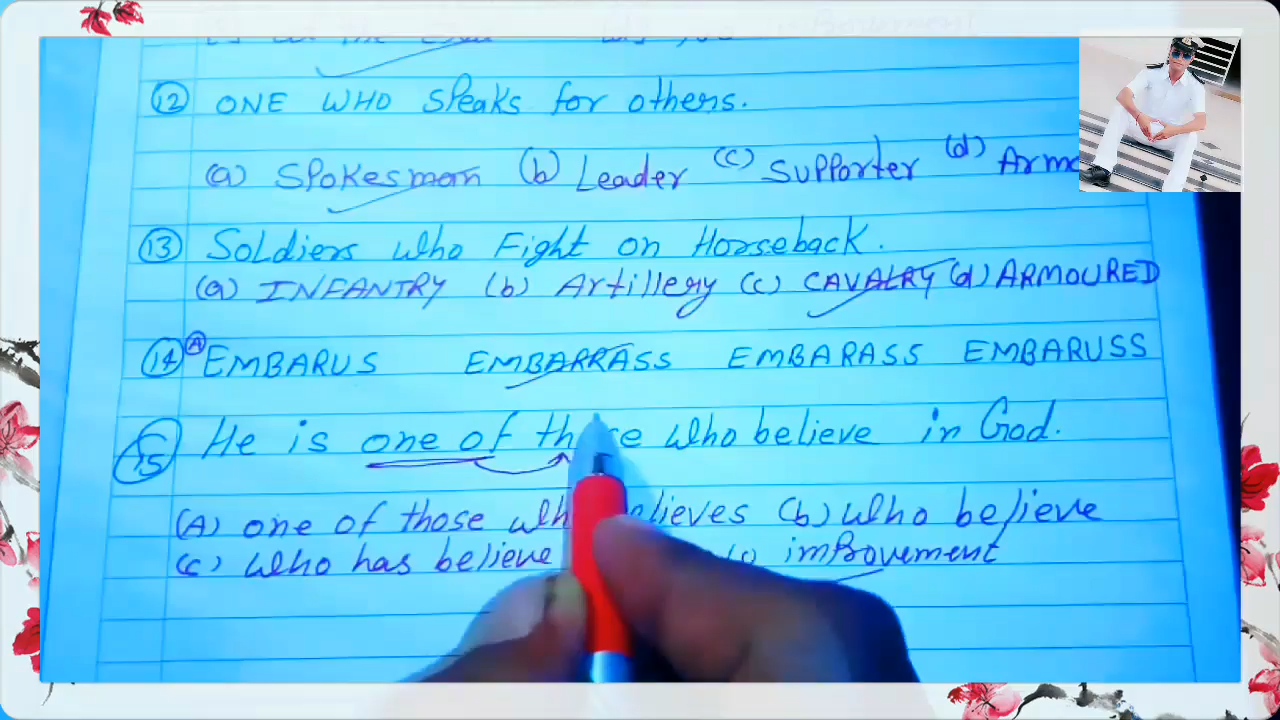 (12) ONE WHO SPeaks for others.
(a) SPokesman (b) Leader (c) SUPPorter (d)
(13) Soldiers who Fight on Horseback.
(a) INFANTRY (b) Artillery (c) CAVALRY (d) ARMOURED
(14) (A) EMBARUS EMBARRASS EMBARASS EMBARUSS
(15) He is one of those who believe in God.
(A) one of those (b) who believe
(c) who has believe improvement